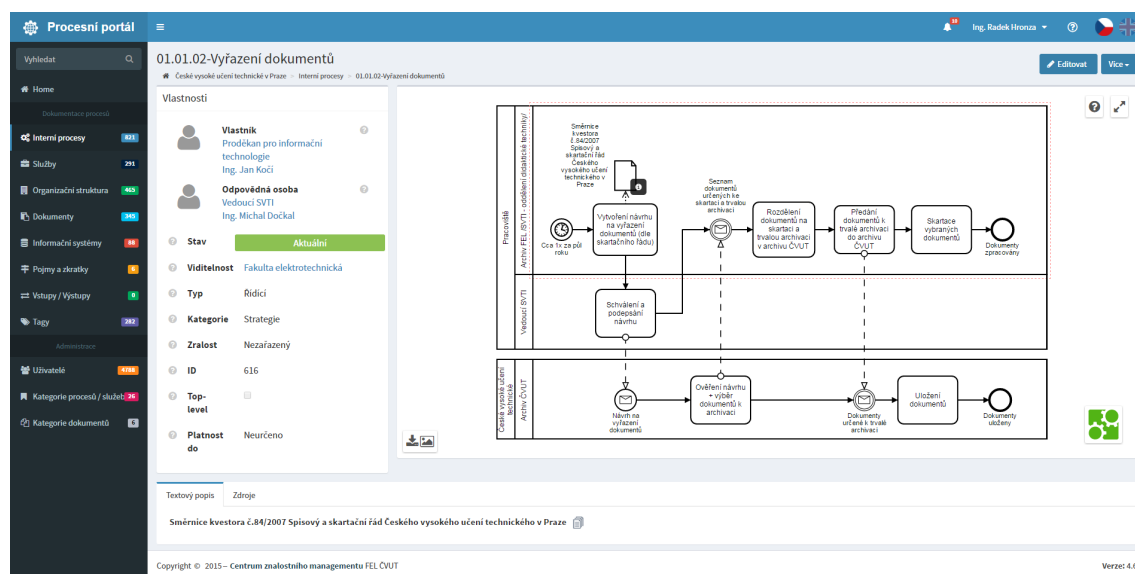 Procesní portál
10
Ing. Radek Hronza
Vyhledat
Home
Dokumentace procesů
Interní procesy 821
Služby 291
Organizační struktura 465
Dokumenty 345
Informační systémy 88
Pojmy a zkratky 6
Vstupy / Výstupy 0
Tagy 282
Administrace
Uživatelé 4788
Kategorie procesů / služeb 26
Kategorie dokumentů 6
01.01.02-Vyřazení dokumentů
České vysoké učení technické v Praze > Interní procesy > 01.01.02-Vyřazení dokumentů
Editovat
Více
Vlastnosti
Vlastník
Proděkan pro informační
technologie
Ing. Jan Kočí
Odpovědná osoba
Vedoucí SVTI
Ing. Michal Dočkal
Stav Aktuální
Viditelnost Fakulta elektrotechnická
Typ Řídící
Kategorie Strategie
Zralost Nezařazený
ID 616
Top-
level
Platnost Neurčeno
do
Pracoviště
Archiv FEL /SVTI - oddělení didaktické techniky/
Směrnice
kvestora
č.84/2007
Spisový a
skartační řád
Českého
vysokého učení
technického v
Praze
Cca 1x za půl
roku
Vytvoření návrhu
na vyřazení
dokumentů (dle
skartačního řádu)
Seznam
dokumentů
určených ke
skartaci a trvalou
archivaci
Rozdělení
dokumentů na
skartaci a
trvalou archivaci
v archivu ČVUT
Předání
dokumentů k
trvalé archivaci
do archivu
ČVUT
Skartace
vybraných
dokumentů
Dokumenty
zpracovány
Vedoucí SVTI
Schválení a
podepsání
návrhu
České vysoké učení
technické
Archiv ČVUT
Návrh na
vyřazení
dokumentů
Ověření návrhu
+ výběr
dokumentů k
archivaci
Dokumenty
určené k trvalé
archivaci
Uložení
dokumentů
Dokumenty
uloženy
Textový popis
Zdroje
Směrnice kvestora č.84/2007 Spisový a skartační řád Českého vysokého učení technického v Praze
Copyright © 2015 – Centrum znalostního managementu FEL ČVUT